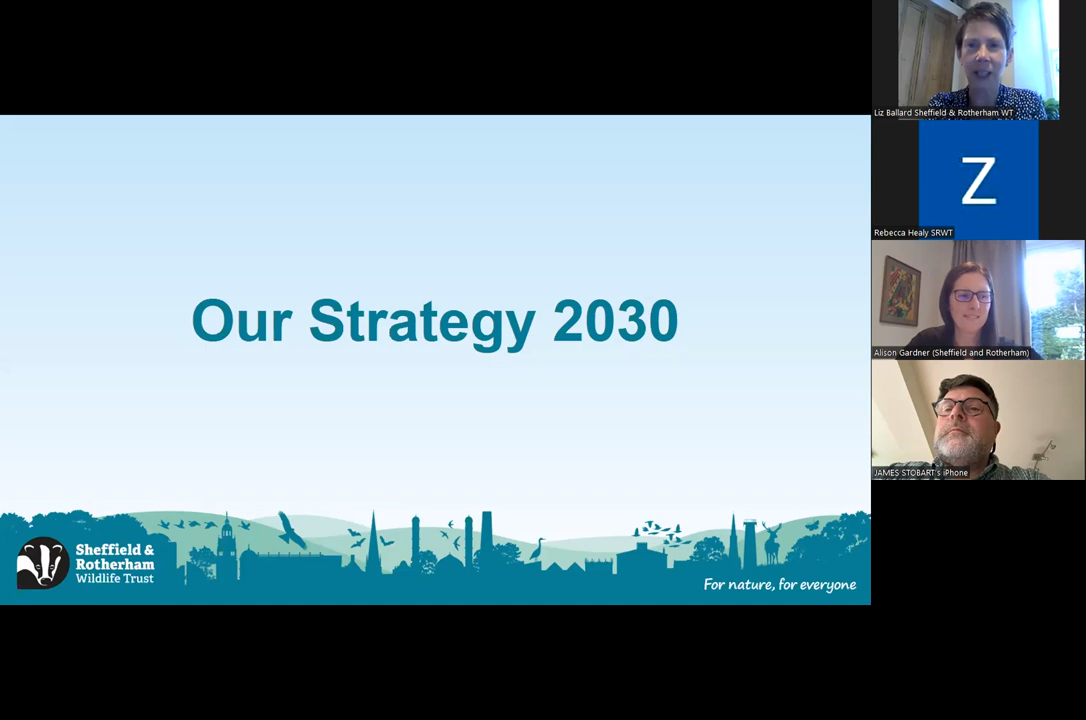 Our Strategy 2030
Sheffield &
Rotherham
Wildlife Trust
For nature, for everyone
Liz Ballard Sheffield & Rotherham WT
Z
Rebecca Healy SRWT
Alison Gardner (Sheffield and Rotherham)
JAMES STOBART's iPhone